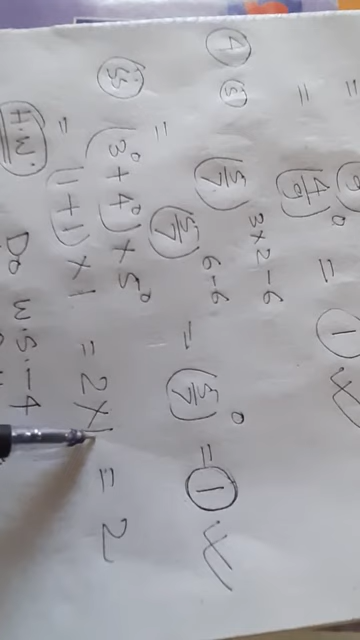 = (4/9)⁰ = 1
4) 5) (5/7)^(3×2-6)
= (5/7)^(6-6) = (5/7)⁰ = 1
5) (3⁰ + 4⁰) × 5⁰
= (1 + 1) × 1 = 2 × 1 = 2
H.W. Do W.S. - 4